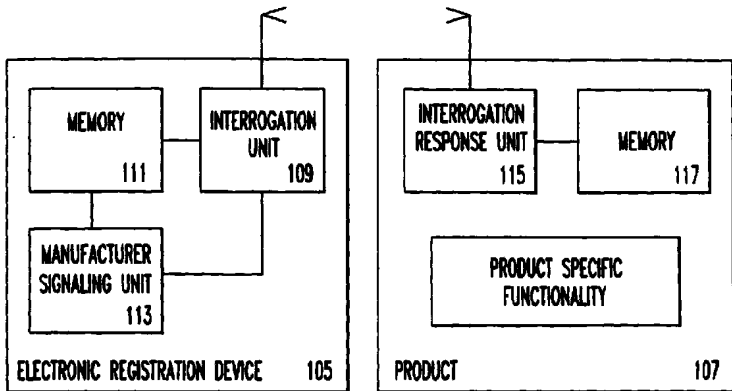 MEMORY
111
INTERROGATION
UNIT
109
MANUFACTURER
SIGNALING UNIT
113
ELECTRONIC REGISTRATION DEVICE 105
INTERROGATION
RESPONSE UNIT
115
MEMORY
117
PRODUCT SPECIFIC
FUNCTIONALITY
PRODUCT 107